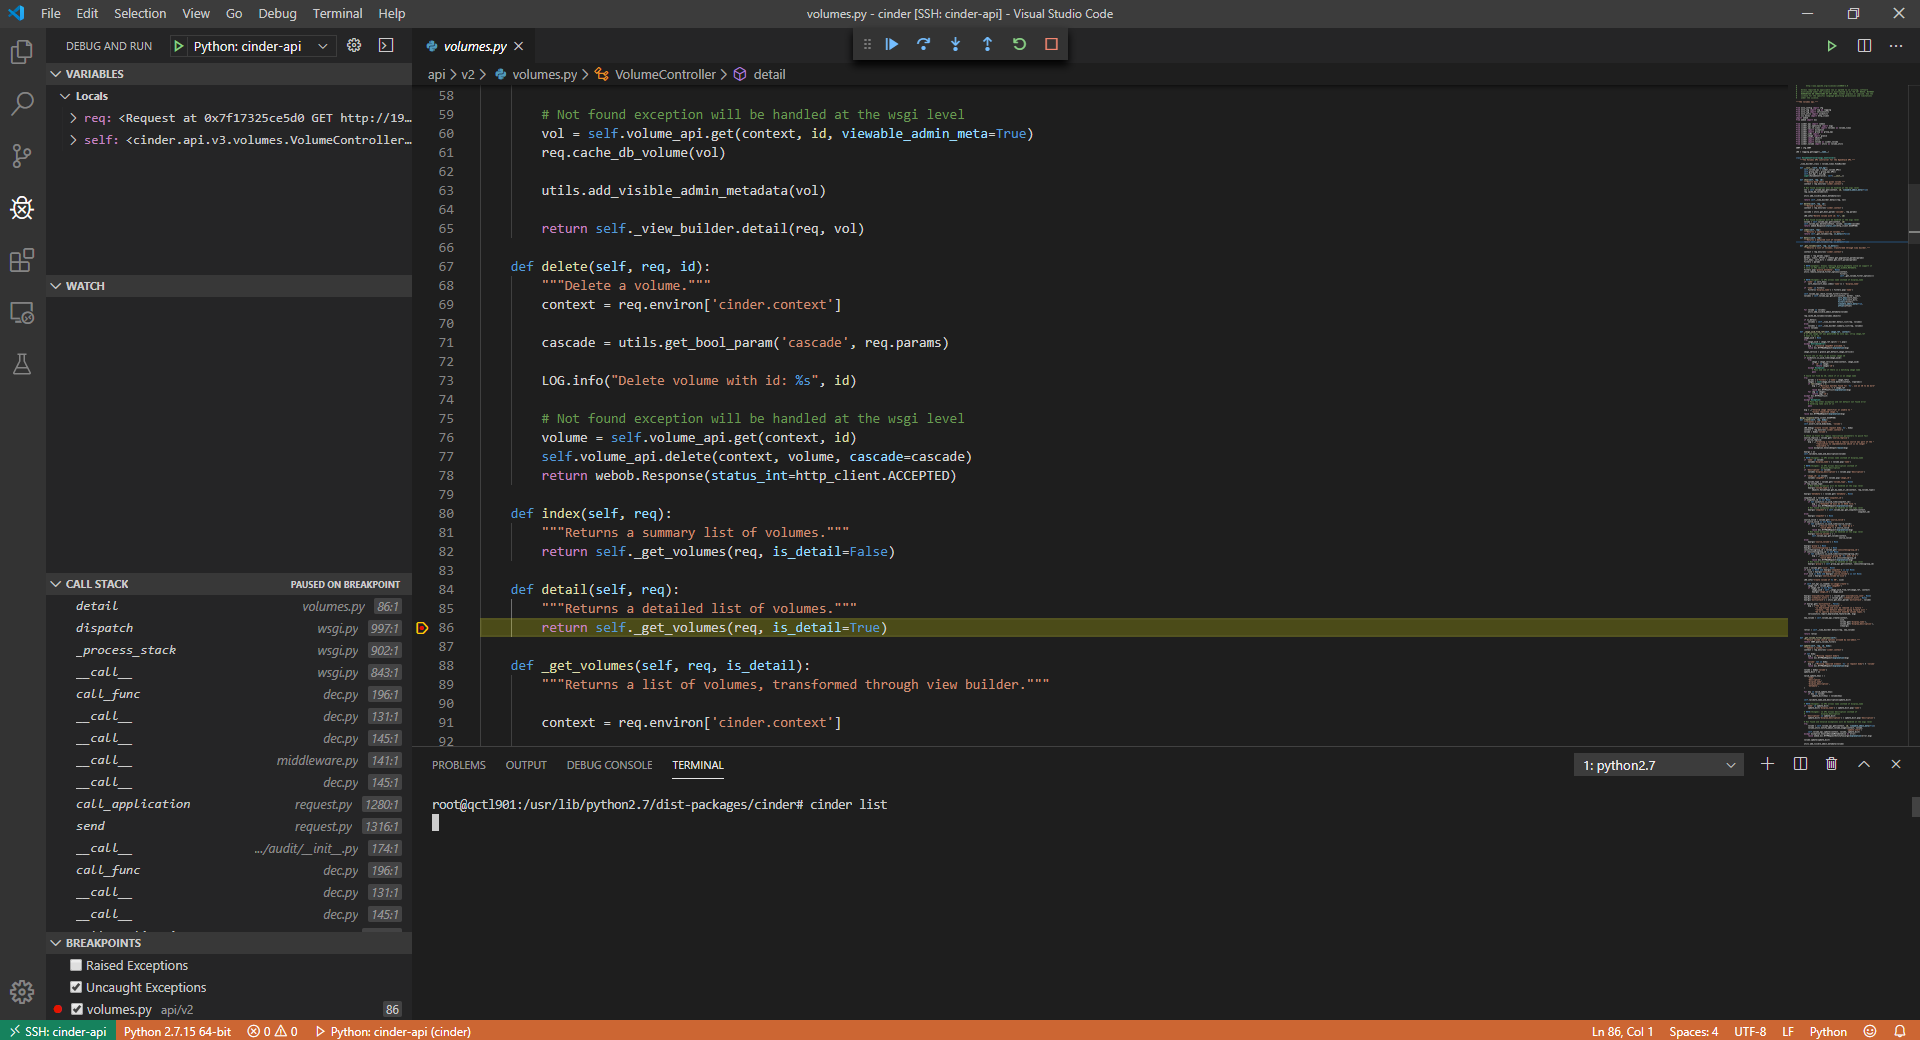 File Edit Selection View Go Debug Terminal Help
volumes.py - cinder [SSH: cinder-api] - Visual Studio Code
DEBUG AND RUN
Python: cinder-api
VARIABLES
Locals
req: <Request at 0x7f17325ce5d0 GET http://19…
self: <cinder.api.v3.volumes.VolumeController…
WATCH
CALL STACK PAUSED ON BREAKPOINT
detail volumes.py 86:1
dispatch wsgi.py 997:1
_process_stack wsgi.py 902:1
__call__ wsgi.py 843:1
call_func dec.py 196:1
__call__ dec.py 131:1
__call__ dec.py 145:1
__call__ middleware.py 141:1
__call__ dec.py 145:1
call_application request.py 1280:1
send request.py 1316:1
__call__ .../audit/__init__.py 174:1
call_func dec.py 196:1
__call__ dec.py 131:1
__call__ dec.py 145:1
BREAKPOINTS
Raised Exceptions
Uncaught Exceptions
volumes.py api/v2 86
volumes.py
api > v2 > volumes.py > VolumeController > detail
58
59 # Not found exception will be handled at the wsgi level
60 vol = self.volume_api.get(context, id, viewable_admin_meta=True)
61 req.cache_db_volume(vol)
62
63 utils.add_visible_admin_metadata(vol)
64
65 return self._view_builder.detail(req, vol)
66
67 def delete(self, req, id):
68 """Delete a volume."""
69 context = req.environ['cinder.context']
70
71 cascade = utils.get_bool_param('cascade', req.params)
72
73 LOG.info("Delete volume with id: %s", id)
74
75 # Not found exception will be handled at the wsgi level
76 volume = self.volume_api.get(context, id)
77 self.volume_api.delete(context, volume, cascade=cascade)
78 return webob.Response(status_int=http_client.ACCEPTED)
79
80 def index(self, req):
81 """Returns a summary list of volumes."""
82 return self._get_volumes(req, is_detail=False)
83
84 def detail(self, req):
85 """Returns a detailed list of volumes."""
86 return self._get_volumes(req, is_detail=True)
87
88 def _get_volumes(self, req, is_detail):
89 """Returns a list of volumes, transformed through view builder."""
90
91 context = req.environ['cinder.context']
92
PROBLEMS OUTPUT DEBUG CONSOLE TERMINAL
1: python2.7
root@qctl901:/usr/lib/python2.7/dist-packages/cinder# cinder list
SSH: cinder-api Python 2.7.15 64-bit 0 0 Python: cinder-api (cinder)
Ln 86, Col 1 Spaces: 4 UTF-8 LF Python